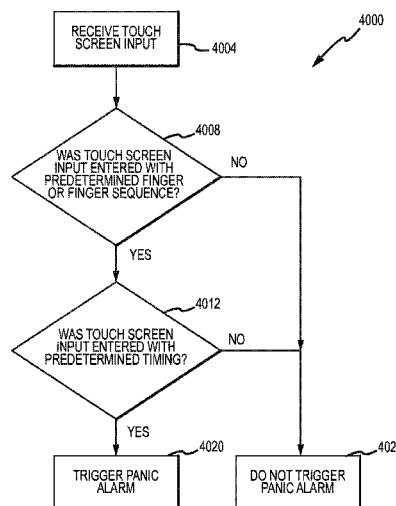 4000
RECEIVE TOUCH
SCREEN INPUT
4004
4008
WAS TOUCH SCREEN
INPUT ENTERED WITH
PREDETERMINED FINGER
OR FINGER SEQUENCE?
NO
YES
4012
WAS TOUCH SCREEN
INPUT ENTERED WITH
PREDETERMINED TIMING?
NO
YES
4020
TRIGGER PANIC
ALARM
402
DO NOT TRIGGER
PANIC ALARM